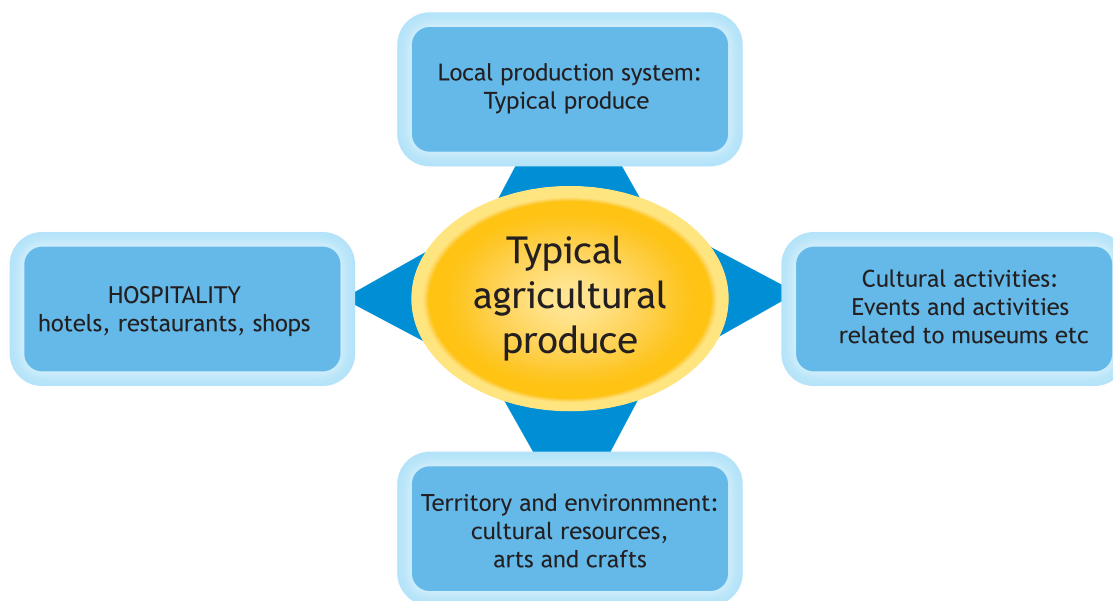 Local production system:
Typical produce
Typical
agricultural
produce
HOSPITALITY
hotels, restaurants, shops
Cultural activities:
Events and activities
related to museums etc
Territory and environmnent:
cultural resources,
arts and crafts